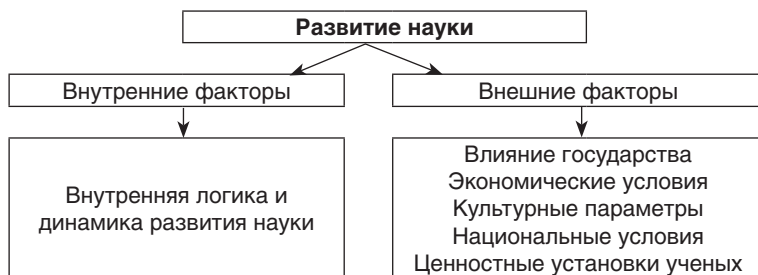 Развитие науки
Внутренние факторы
Внешние факторы
Внутренняя логика и
динамика развития науки
Влияние государства
Экономические условия
Культурные параметры
Национальные условия
Ценностные установки ученых